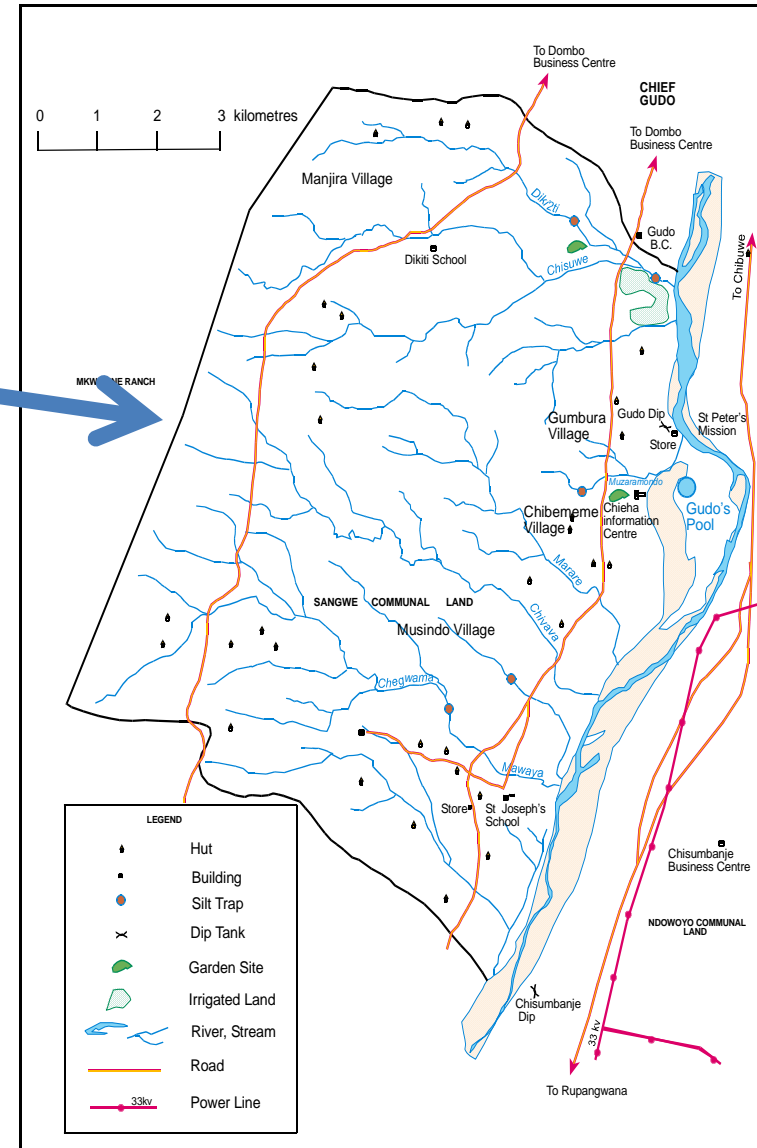 To Dombo
Business Centre
CHIEF
GUDO
0 1 2 3 kilometres
To Dombo
Business Centre
Manjira Village
Gudo
B.C.
Dikiti School
Chisuwe
To Chibuwe
Gumbura
Village
Gudo Dip
Store
St Peter's
Mission
Muzaramondo
Chibememe
Village
Chieha
information
Centre
Gudo's
Pool
Marare
SANGWE COMMUNAL LAND
Chivava
Musindo Village
Chegwama
Mawaya
Store
St Joseph's
School
Chisumbanje
Business Centre
NDOWOYO COMMUNAL
LAND
Chisumbanje
Dip
33 kv
To Rupangwana
LEGEND
Hut
Building
Silt Trap
Dip Tank
Garden Site
Irrigated Land
River, Stream
Road
33kv
Power Line
RANCH